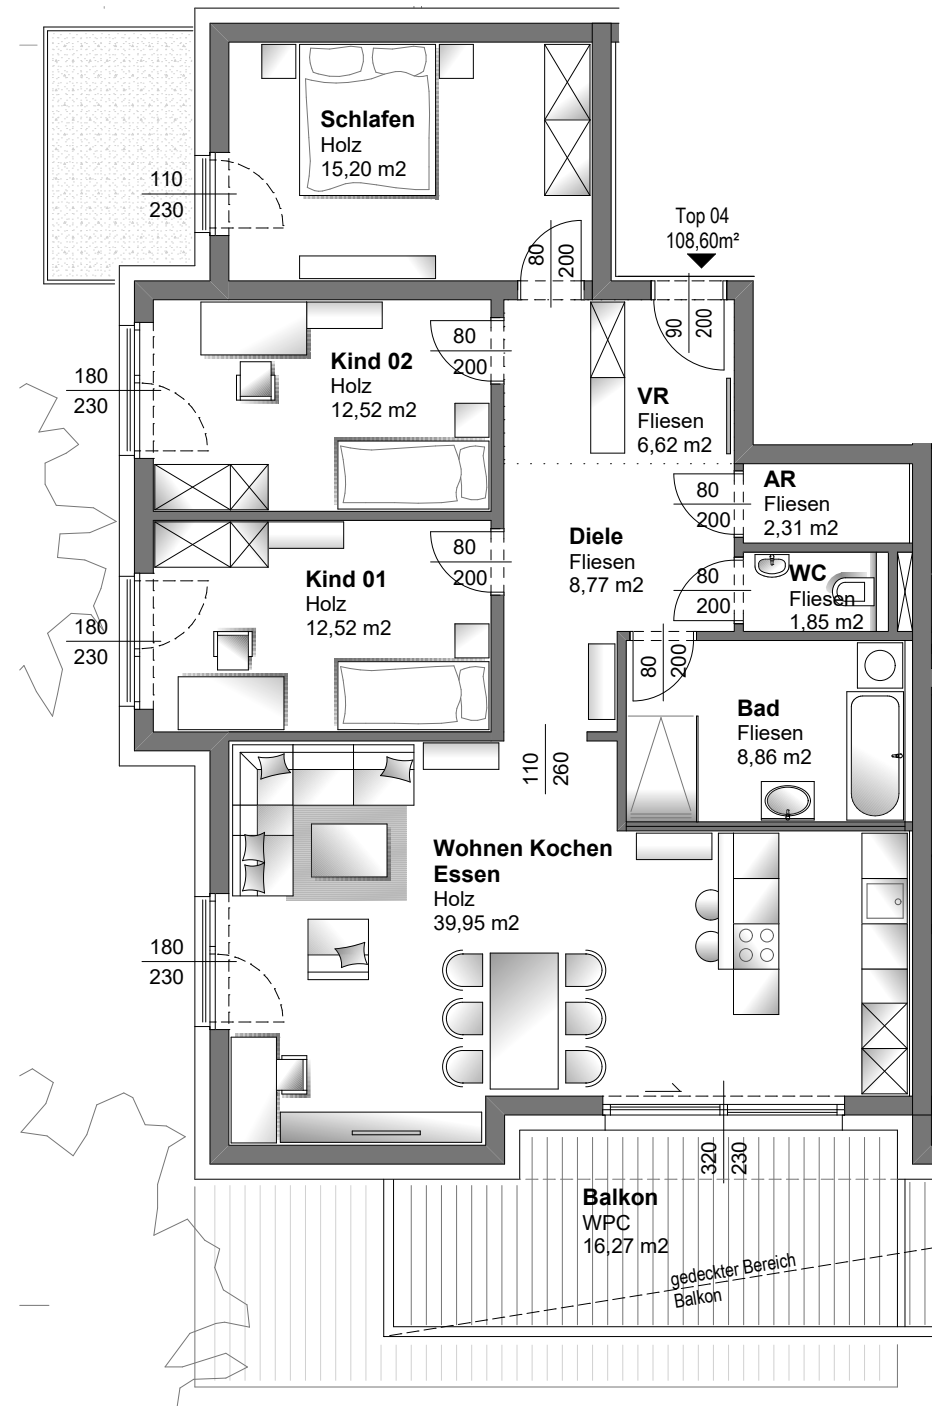 Schlafen
Holz
15,20 m2
110
230
Top 04
108,60m²
80
200
90
200
80
200
Kind 02
Holz
12,52 m2
180
230
VR
Fliesen
6,62 m2
AR
Fliesen
2,31 m2
80
200
Diele
Fliesen
8,77 m2
80
200
Kind 01
Holz
12,52 m2
WC
Fliesen
1,85 m2
80
200
180
230
80
200
Bad
Fliesen
8,86 m2
110
260
Wohnen Kochen
Essen
Holz
39,95 m2
180
230
320
230
Balkon
WPC
16,27 m2
gedeckter Bereich
Balkon